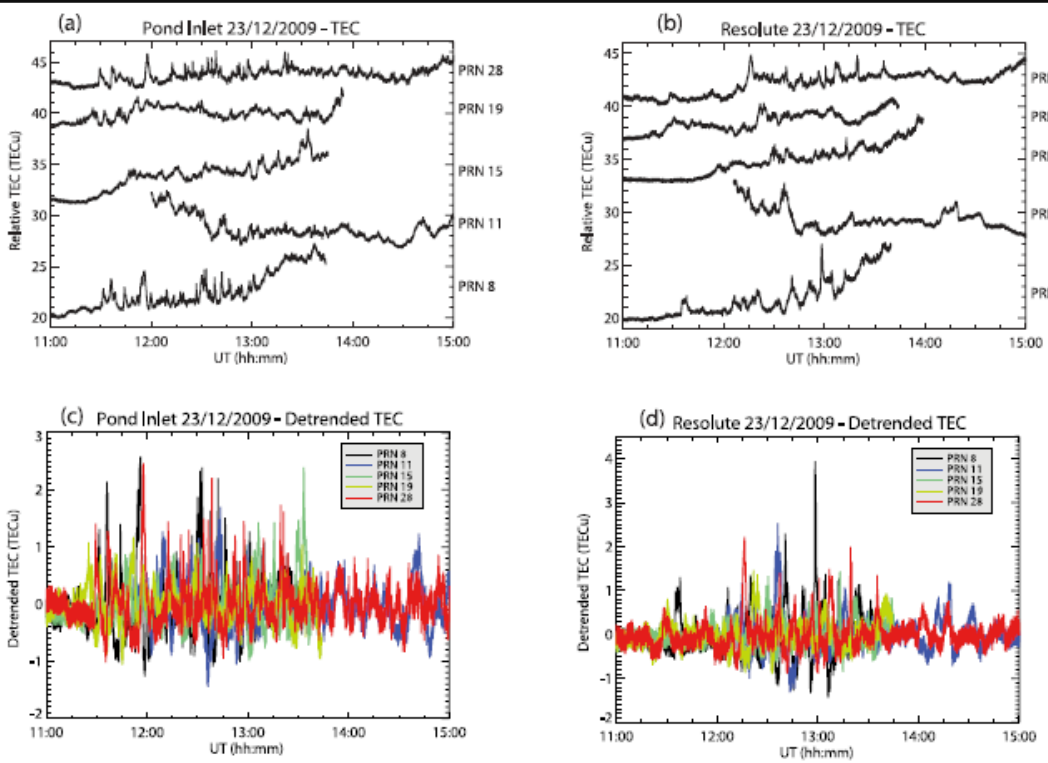 (a) Pond Inlet 23/12/2009 – TEC
45
40
35
30
25
20
Relative TEC (TECu)
PRN 28
PRN 19
PRN 15
PRN 11
PRN 8
11:00 12:00 13:00 14:00 15:00
UT (hh:mm)
(b) Resolute 23/12/2009 – TEC
45
40
35
30
25
20
Relative TEC (TECu)
PRN
PRN
PRN
PRN
PRN
11:00 12:00 13:00 14:00 15:00
UT (hh:mm)
(c) Pond Inlet 23/12/2009 – Detrended TEC
3
2
1
0
-1
-2
Detrended TEC (TECu)
PRN 8
PRN 11
PRN 15
PRN 19
PRN 28
11:00 12:00 13:00 14:00 15:00
UT (hh:mm)
(d) Resolute 23/12/2009 – Detrended TEC
4
3
2
1
0
-1
-2
Detrended TEC (TECu)
PRN 8
PRN 11
PRN 15
PRN 19
PRN 28
11:00 12:00 13:00 14:00 15:00
UT (hh:mm)